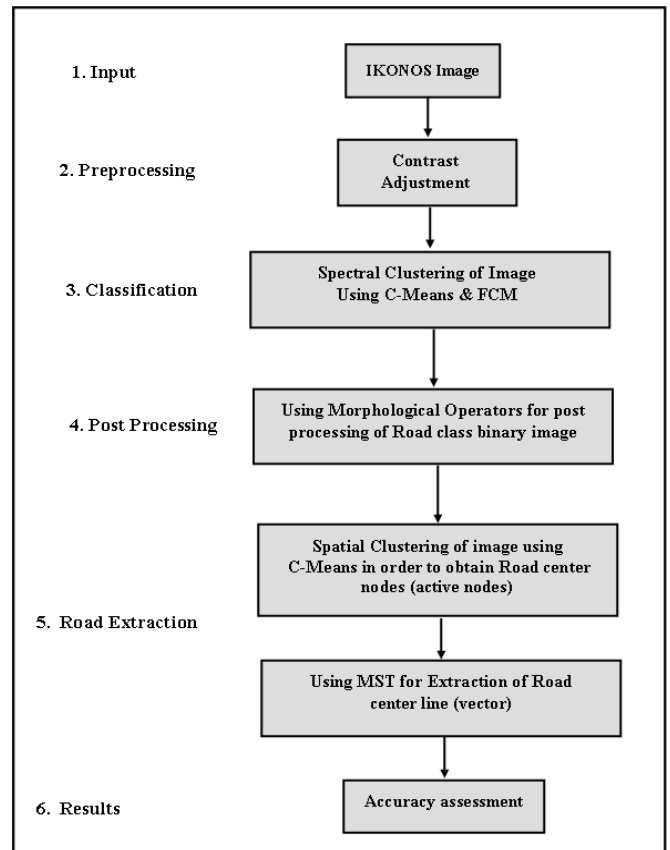 1. Input
IKONOS Image
2. Preprocessing
Contrast
Adjustment
3. Classification
Spectral Clustering of Image
Using C-Means & FCM
4. Post Processing
Using Morphological Operators for post
processing of Road class binary image
Spatial Clustering of image using
C-Means in order to obtain Road center
nodes (active nodes)
5. Road Extraction
Using MST for Extraction of Road
center line (vector)
6. Results
Accuracy assessment